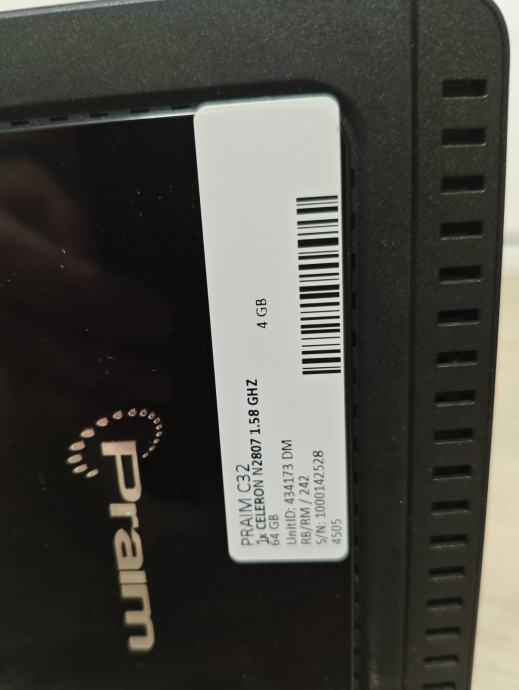 Praim
PRAIM C32
1x CELERON N2807 1.58 GHZ
64 GB 4 GB
UnitID: 434173 DM
RB/RM / 242
S/N: 1000142528
4505